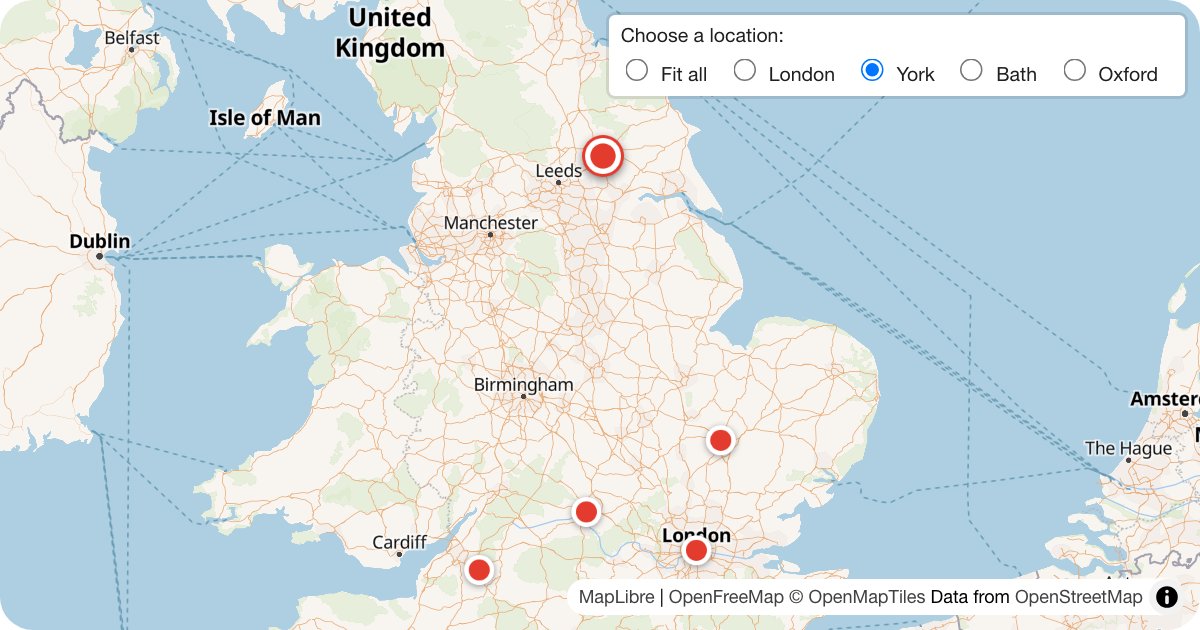 United
Kingdom
Belfast
Choose a location:
Fit all
London
York
Bath
Oxford
Isle of Man
Leeds
Manchester
Dublin
Birmingham
Amster
The Hague
London
Cardiff
MapLibre | OpenFreeMap © OpenMapTiles Data from OpenStreetMap